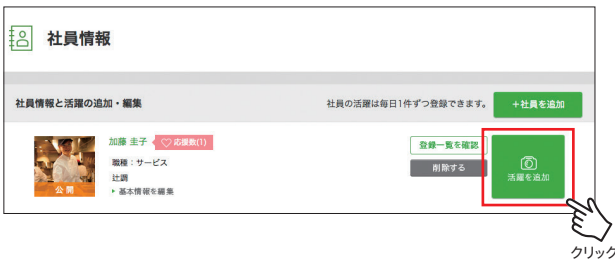 社員情報
社員情報と活躍の追加・編集
社員の活躍は毎日1件ずつ登録できます。
+社員を追加
加藤 圭子
応援数(1)
登録一覧を確認
職種：サービス
辻調
削除する
活躍を追加
公開
基本情報を編集
クリック